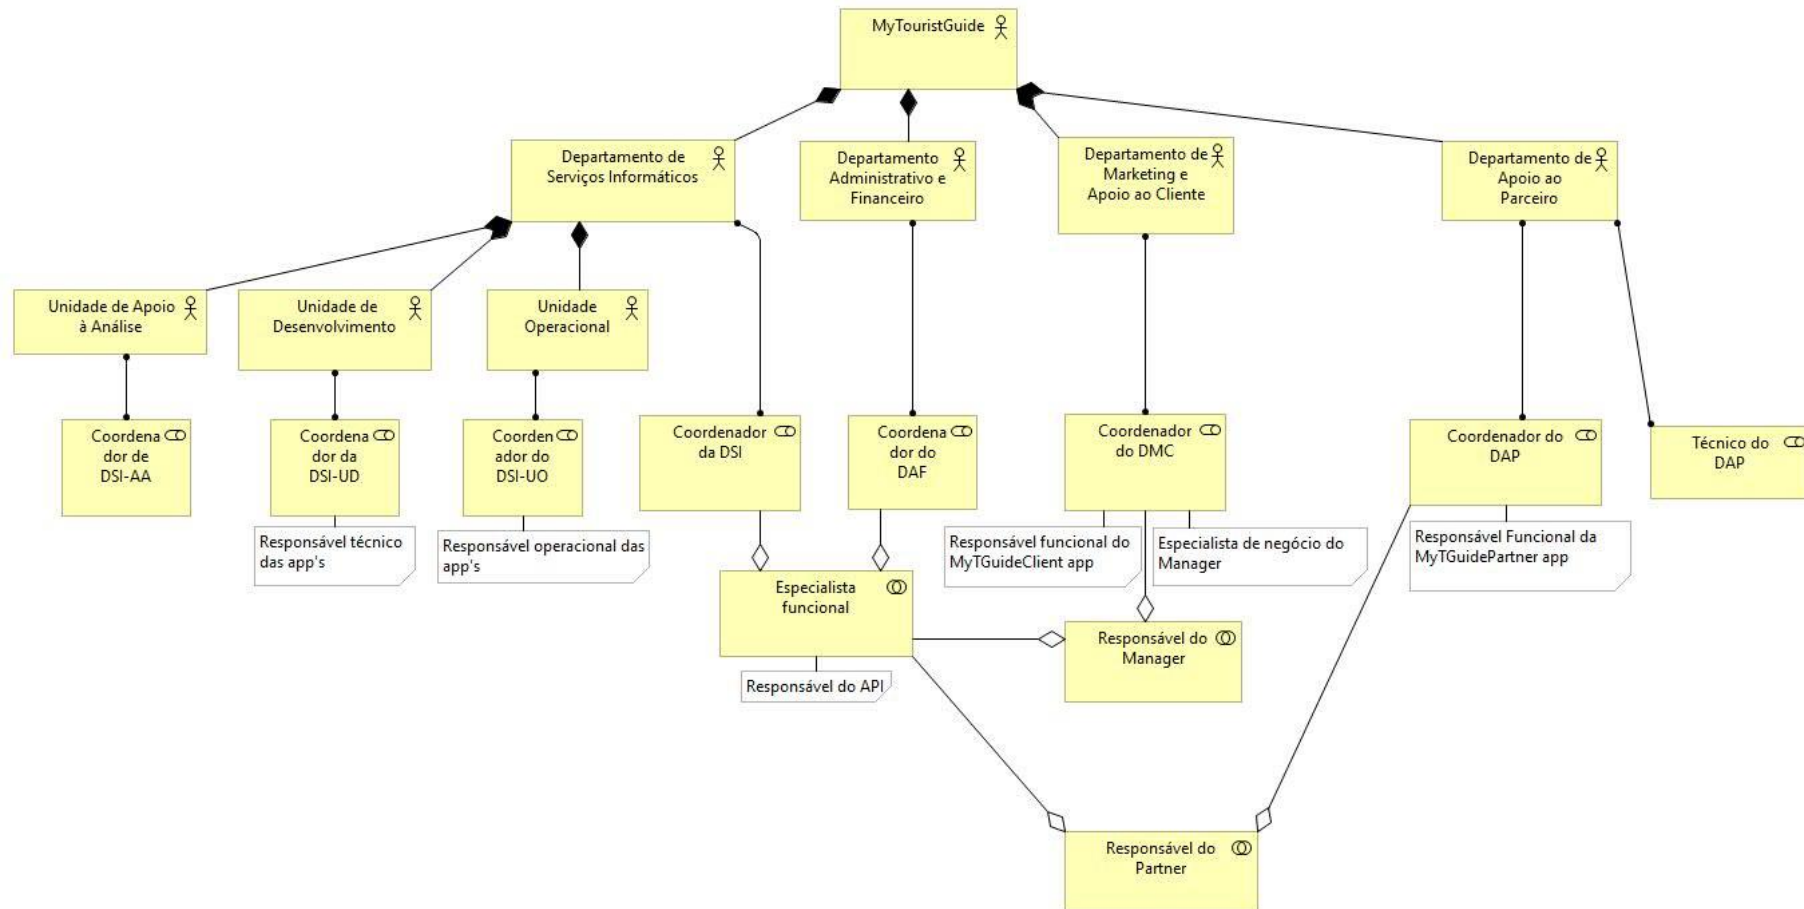 MyTouristGuide
Departamento de
Serviços Informáticos
Departamento
Administrativo e
Financeiro
Departamento de
Marketing e
Apoio ao Cliente
Departamento de
Apoio ao
Parceiro
Unidade de Apoio
à Análise
Unidade de
Desenvolvimento
Unidade
Operacional
Coordena
dor de
DSI-AA
Coordena
dor da
DSI-UD
Coorden
ador do
DSI-UO
Coordenador
da DSI
Coordena
dor do
DAF
Coordenador
do DMC
Coordenador do
DAP
Técnico do
DAP
Responsável técnico
das app's
Responsável operacional das
app's
Responsável funcional do
MyTGuideClient app
Especialista de negócio do
Manager
Responsável Funcional da
MyTGuidePartner app
Especialista
funcional
Responsável do
Manager
Responsável do API
Responsável do
Partner